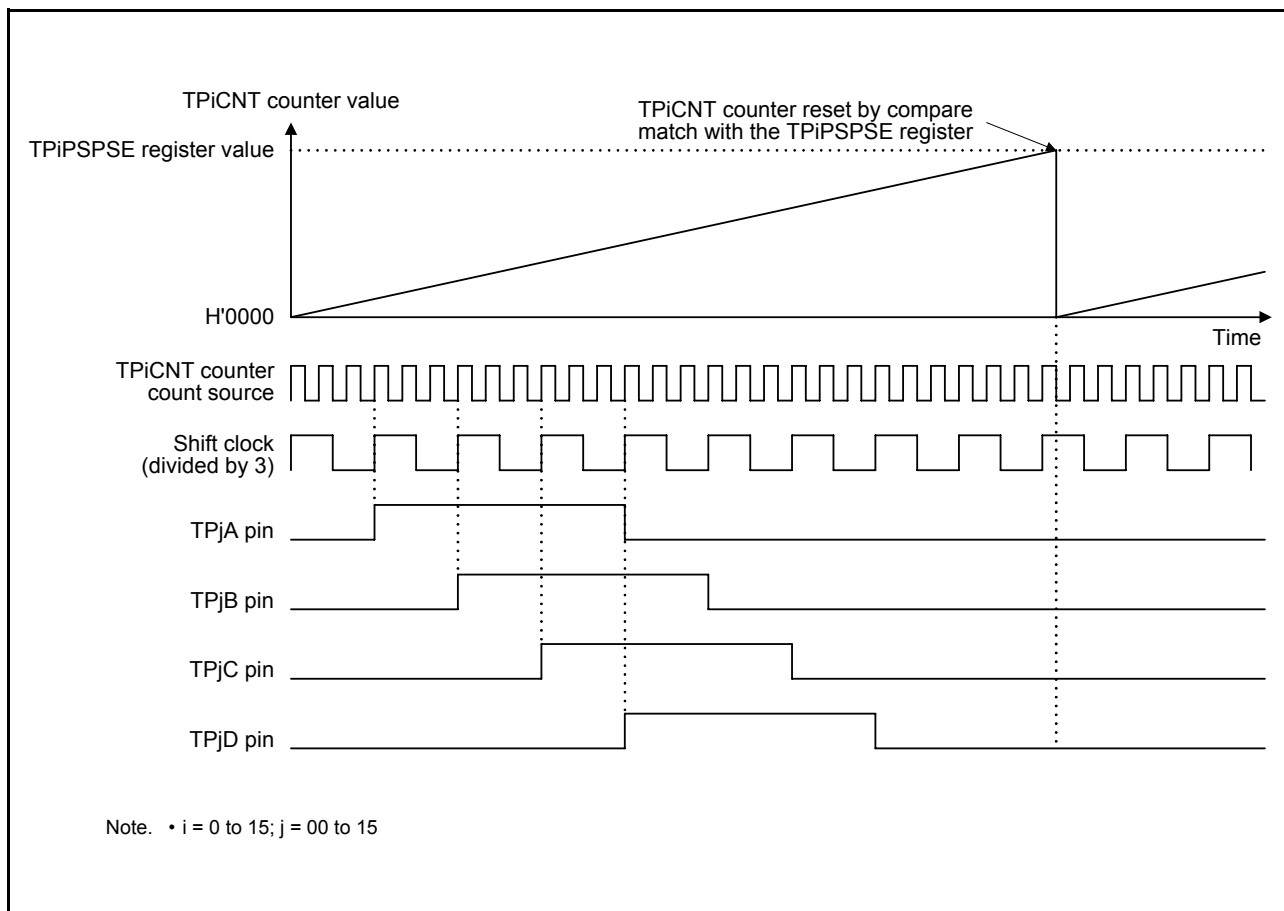 TPiCNT counter value
TPiCNT counter reset by compare
match with the TPiPSPSE register
TPiPSPSE register value
H'0000
Time
TPiCNT counter
count source
Shift clock
(divided by 3)
TPjA pin
TPjB pin
TPjC pin
TPjD pin
Note. • i = 0 to 15; j = 00 to 15